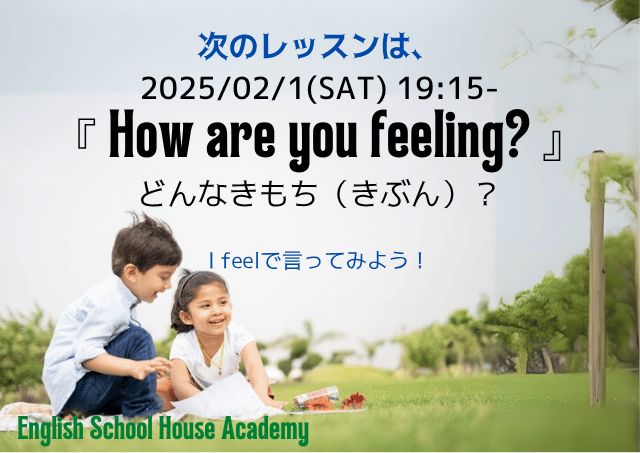 次のレッスンは、
2025/02/1(SAT) 19:15-
『 How are you feeling? 』
どんなきもち（きぶん）？
I feelで言ってみよう！
English School House Academy